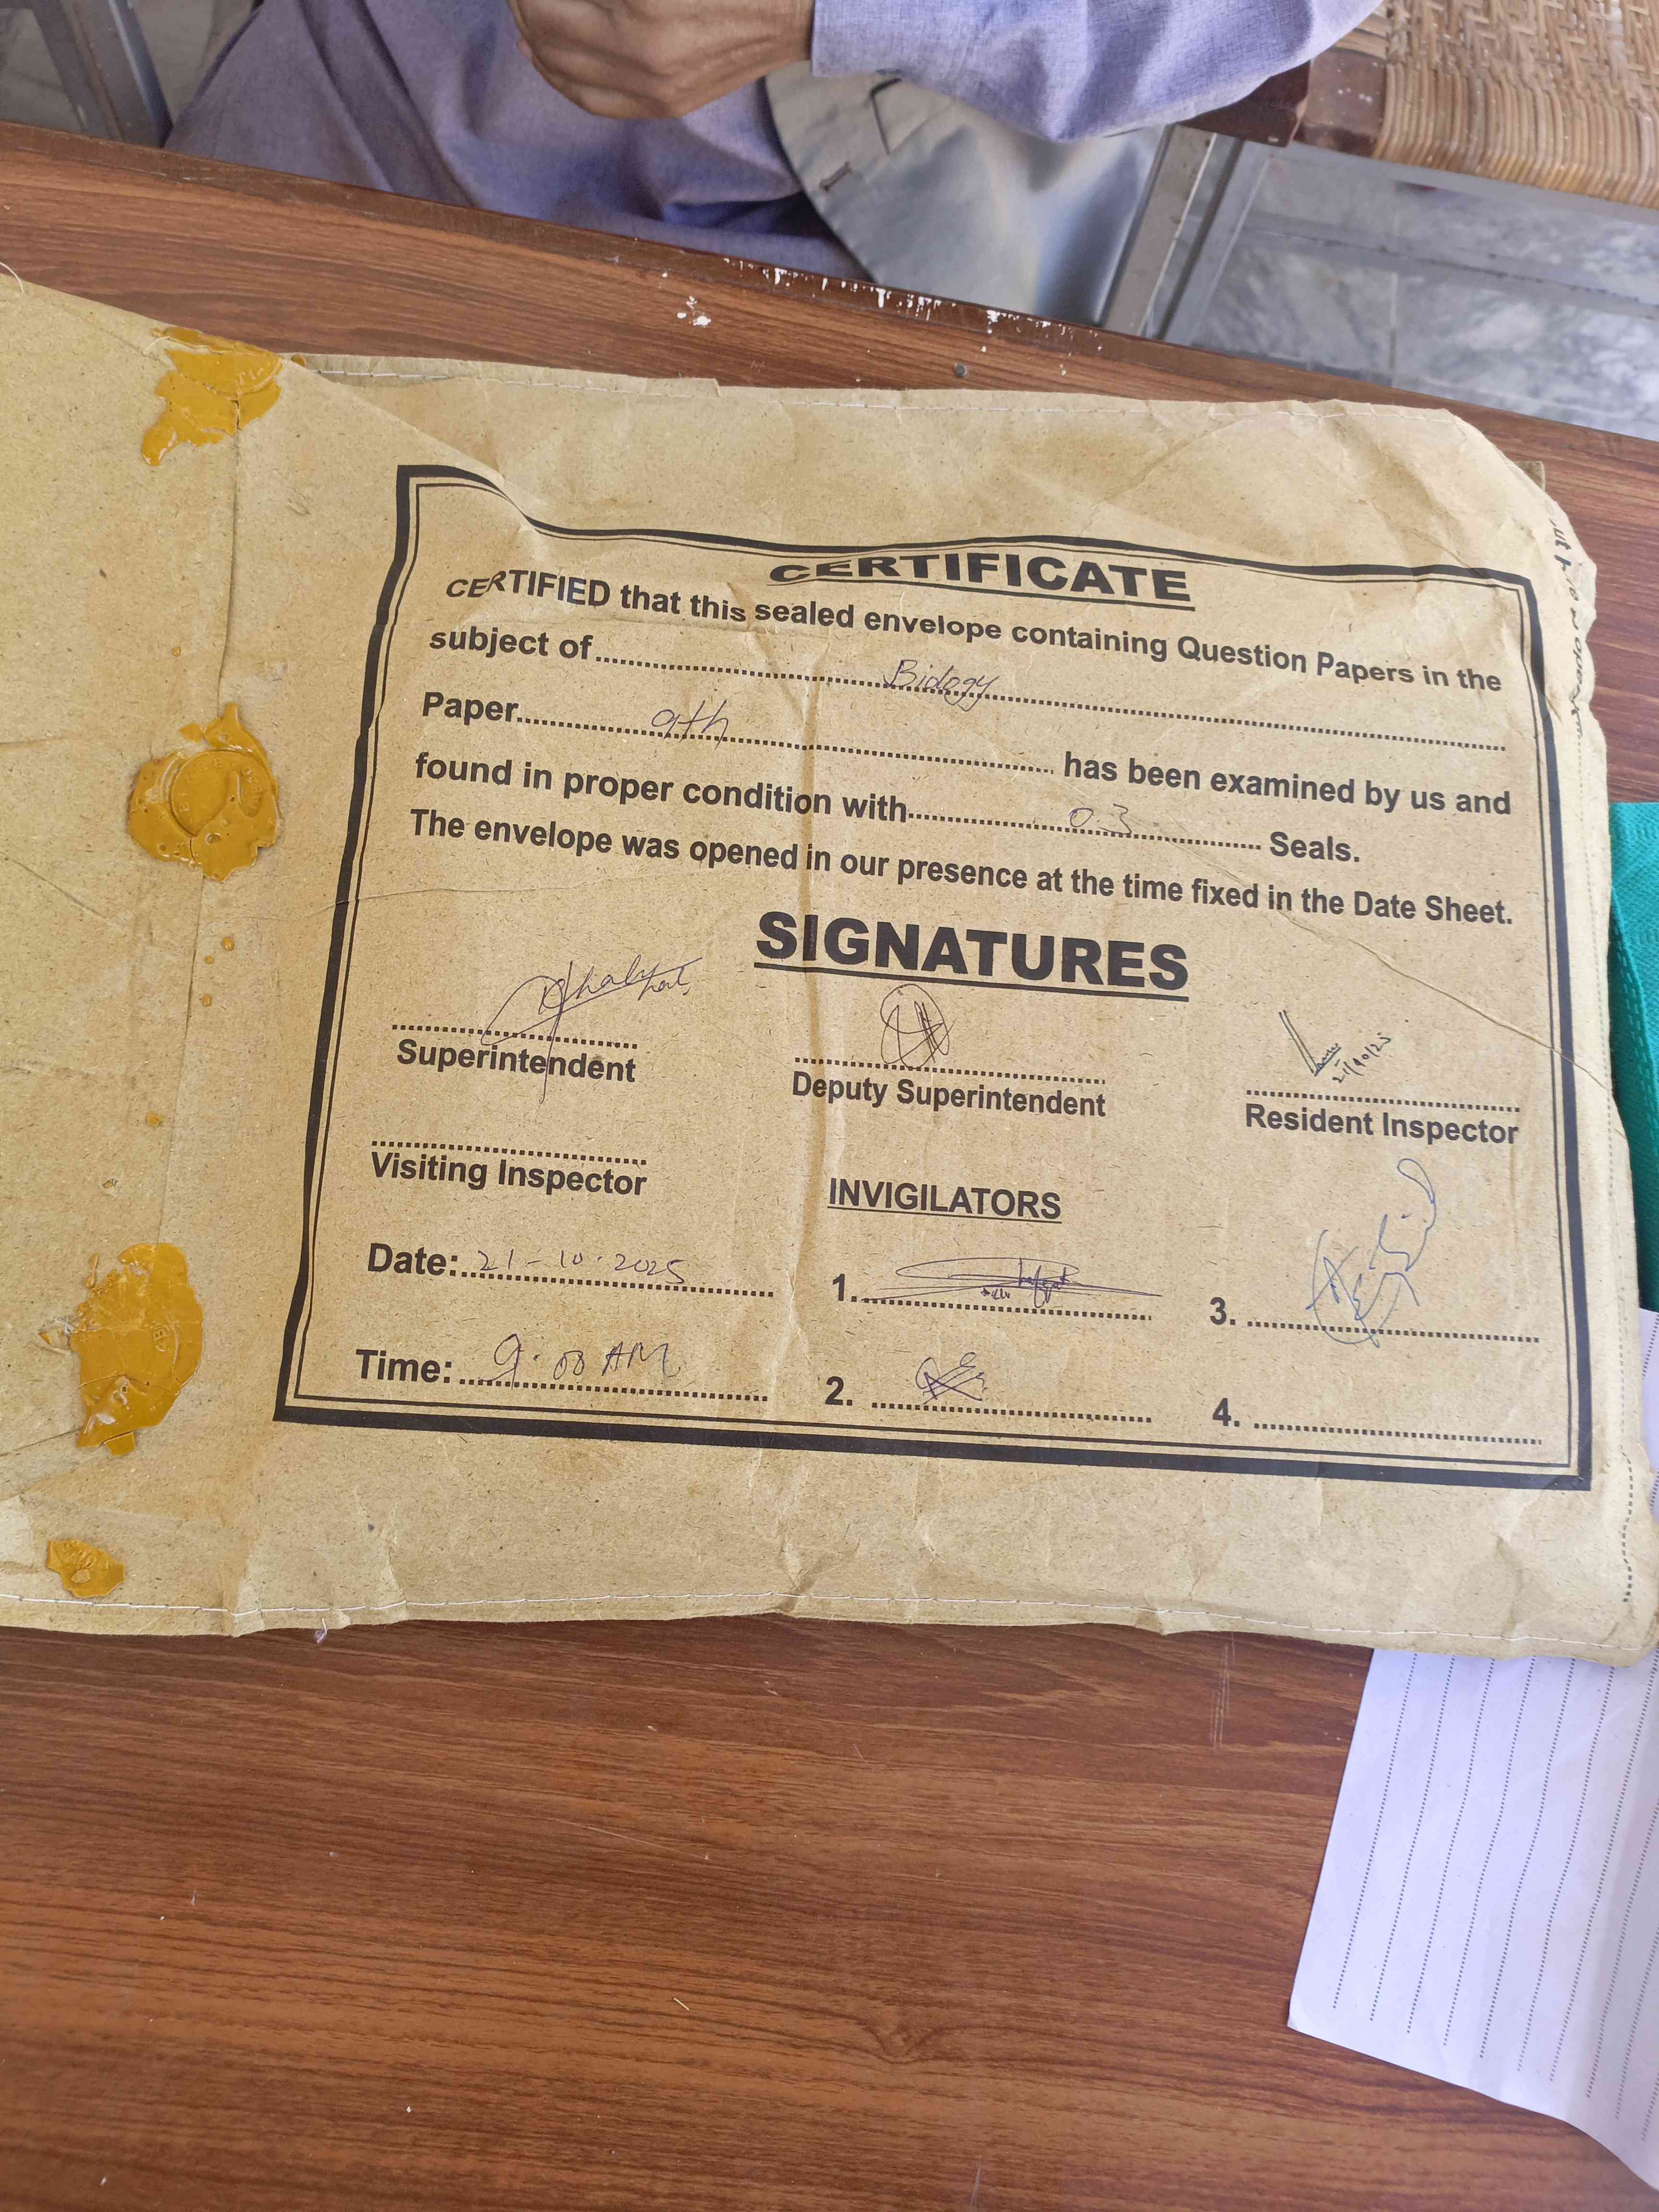 CERTIFICATE
CERTIFIED that this sealed envelope containing Question Papers in the
subject of Biology
Paper 9th has been examined by us and
found in proper condition with 03 Seals.
The envelope was opened in our presence at the time fixed in the Date Sheet.
SIGNATURES
21/10/25
Superintendent Deputy Superintendent Resident Inspector
Visiting Inspector
INVIGILATORS
Date: 21-10-2025 1. 3.
Time: 9:00 AM 2. 4.